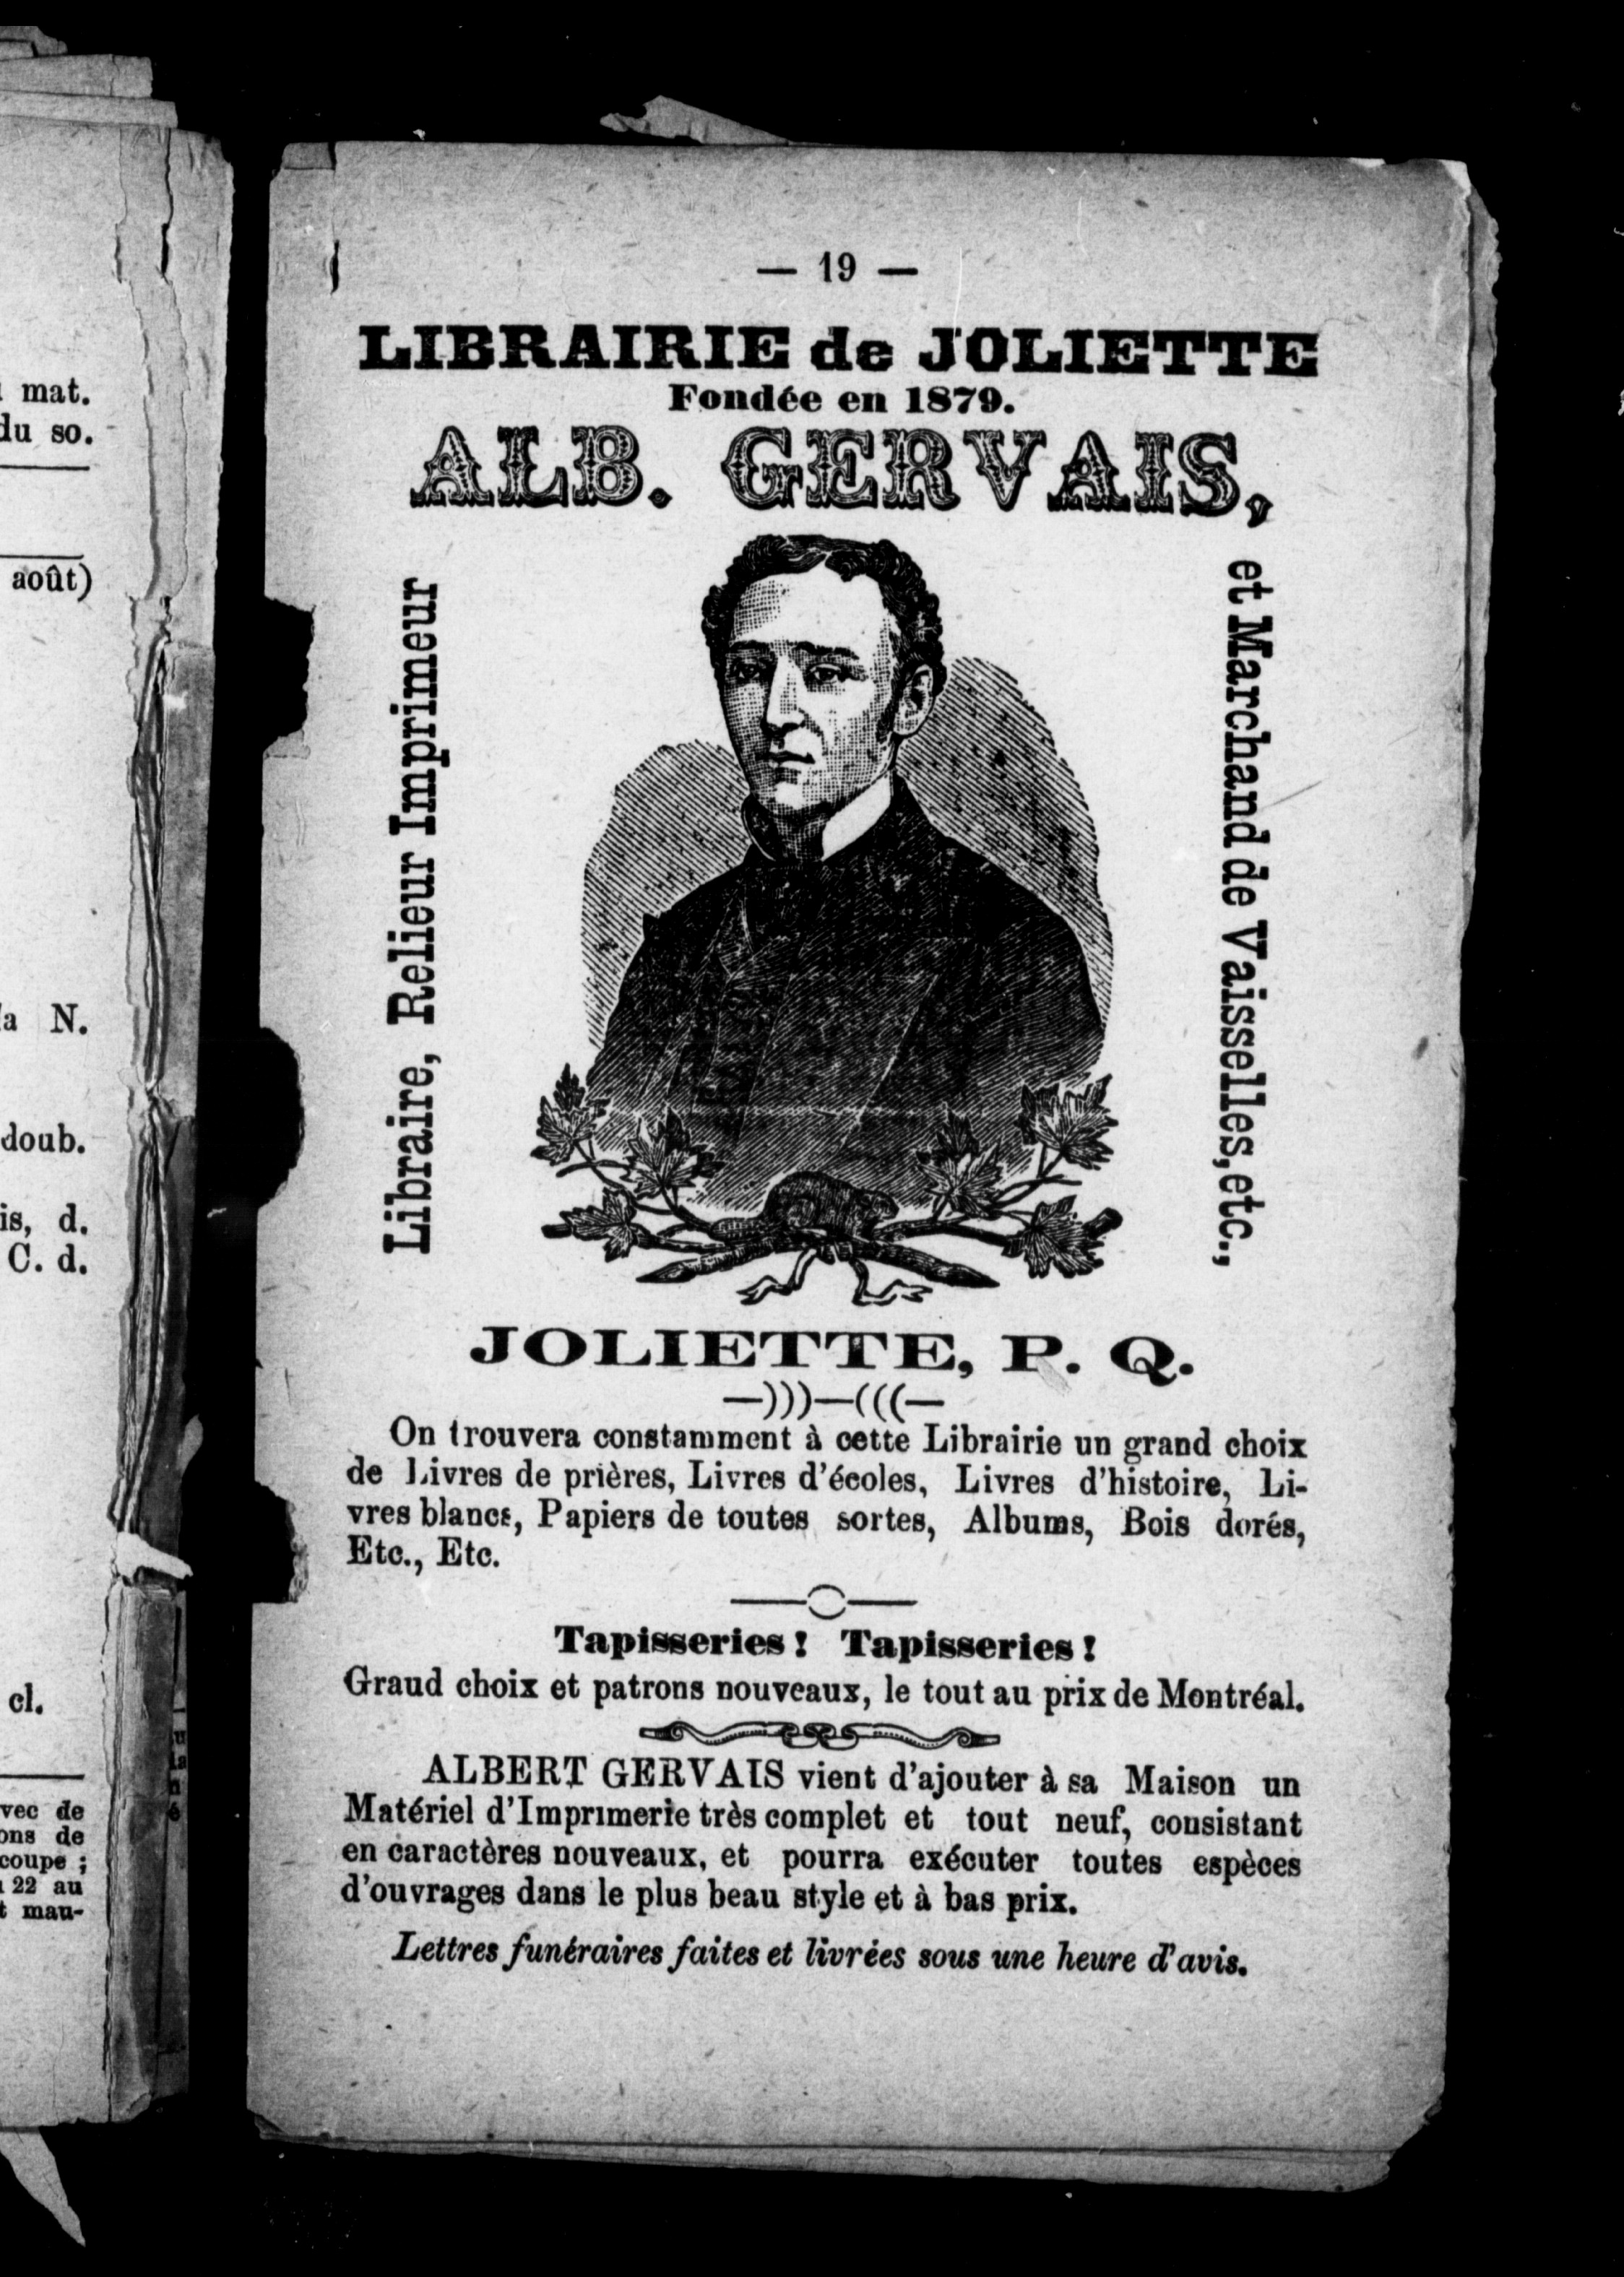 mat.
du so.
août)
N.
doub.
d.
C. d.
cl.
de
de
coupe ;
22 au
mau-
— 19 —
LIBRAIRIE de JOLIETTE
Fondée en 1879.
ALB. GERVAIS,
Libraire, Relieur Imprimeur
et Marchand de Vaisselles, etc.,
JOLIETTE, P. Q.
—)))—(((—
On trouvera constamment à cette Librairie un grand choix
de Livres de prières, Livres d'écoles, Livres d'histoire, Li-
vres blancs, Papiers de toutes sortes, Albums, Bois dorés,
Etc., Etc.
Tapisseries ! Tapisseries !
Graud choix et patrons nouveaux, le tout au prix de Montréal.
ALBERT GERVAIS vient d'ajouter à sa Maison un
Matériel d'Imprimerie très complet et tout neuf, consistant
en caractères nouveaux, et pourra exécuter toutes espèces
d'ouvrages dans le plus beau style et à bas prix.
Lettres funéraires faites et livrées sous une heure d'avis.